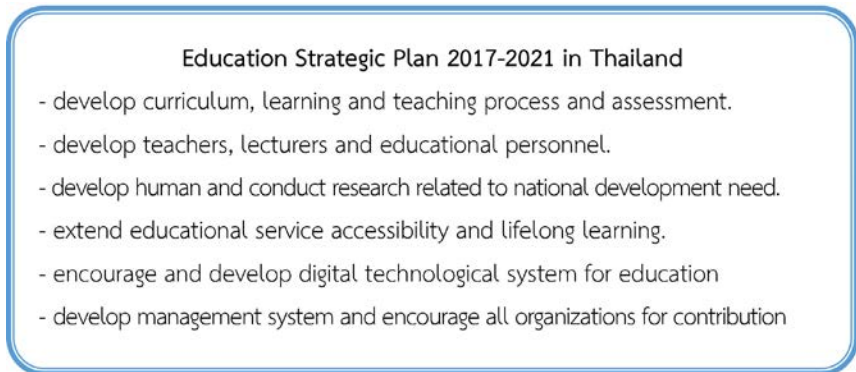 Education Strategic Plan 2017-2021 in Thailand
- develop curriculum, learning and teaching process and assessment.
- develop teachers, lecturers and educational personnel.
- develop human and conduct research related to national development need.
- extend educational service accessibility and lifelong learning.
- encourage and develop digital technological system for education
- develop management system and encourage all organizations for contribution